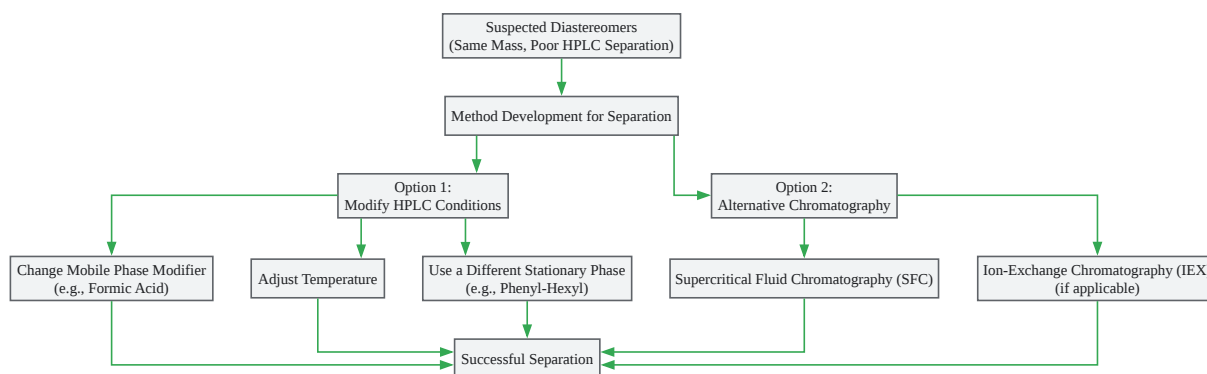 Suspected Diastereomers
(Same Mass, Poor HPLC Separation)
Method Development for Separation
Option 1:
Modify HPLC Conditions
Option 2:
Alternative Chromatography
Change Mobile Phase Modifier
(e.g., Formic Acid)
Adjust Temperature
Use a Different Stationary Phase
(e.g., Phenyl-Hexyl)
Supercritical Fluid Chromatography (SFC)
Ion-Exchange Chromatography (IEX
(if applicable)
Successful Separation